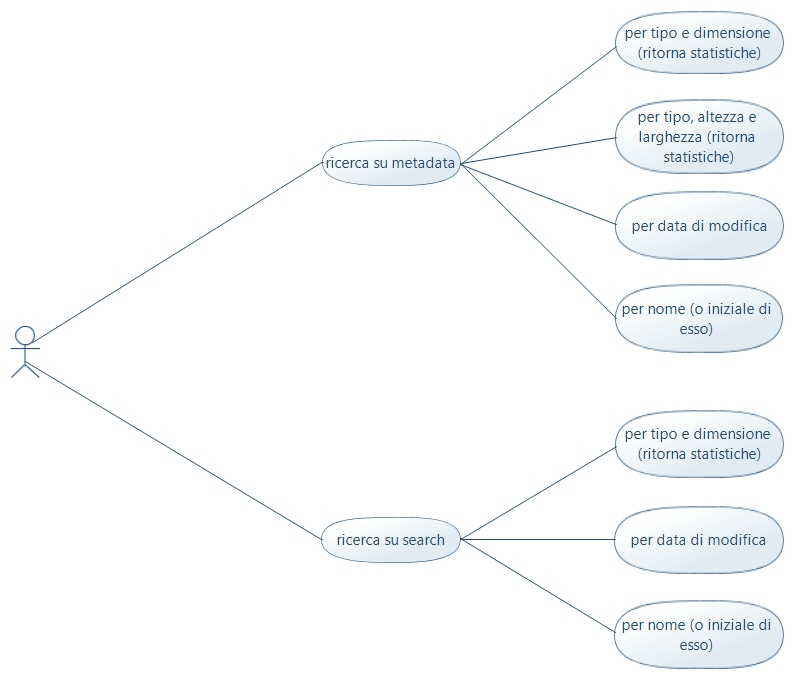 per tipo e dimensione
(ritorna statistiche)
per tipo, altezza e
larghezza (ritorna
statistiche)
ricerca su metadata
per data di modifica
per nome (o iniziale di
esso)
per tipo e dimensione
(ritorna statistiche)
ricerca su search
per data di modifica
per nome (o iniziale di
esso)